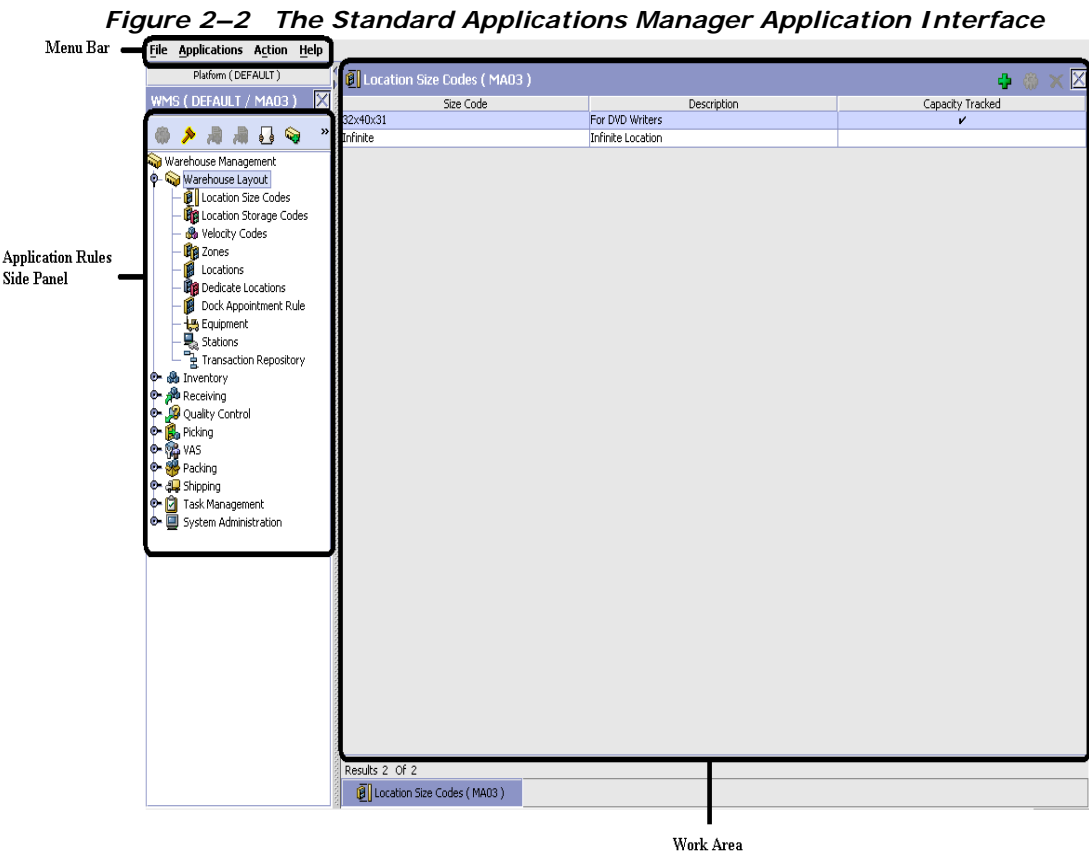 Figure 2–2 The Standard Applications Manager Application Interface
Menu Bar
File Applications Action Help
Platform ( DEFAULT )
WMS ( DEFAULT / MA03 )
»
Warehouse Management
Warehouse Layout
Location Size Codes
Location Storage Codes
Velocity Codes
Zones
Locations
Dedicate Locations
Dock Appointment Rule
Equipment
Stations
Transaction Repository
Inventory
Receiving
Quality Control
Picking
VAS
Packing
Shipping
Task Management
System Administration
Application Rules
Side Panel
Location Size Codes ( MA03 )
Size Code Description Capacity Tracked
32x40x31 For DVD Writers ✔
Infinite Infinite Location
Results 2 Of 2
Location Size Codes ( MA03 )
Work Area